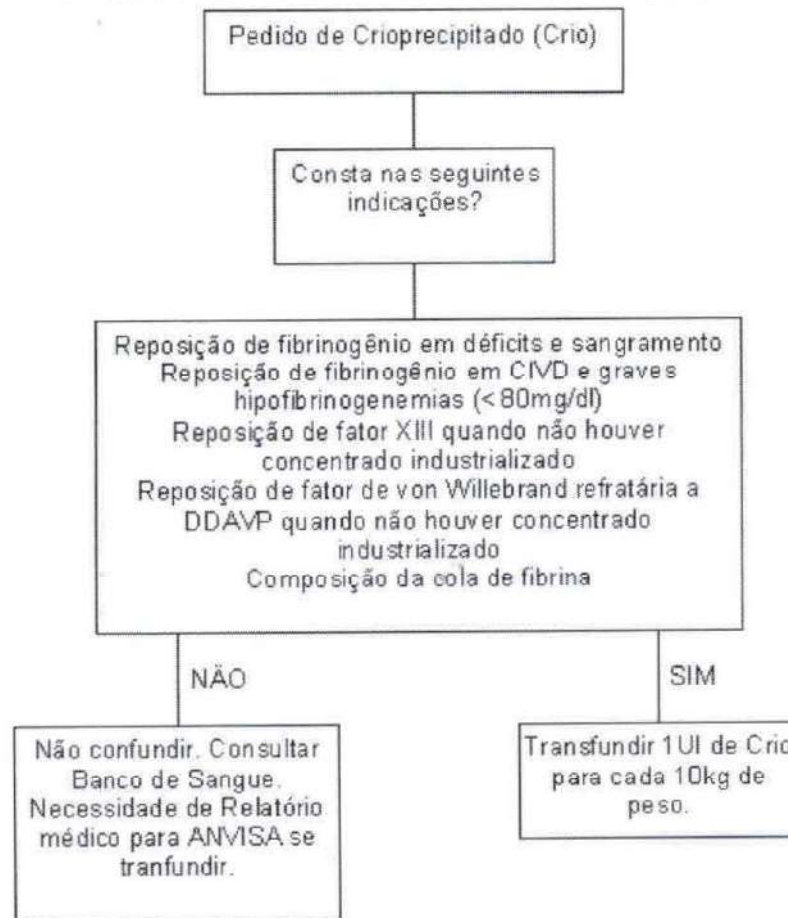 Pedido de Crioprecipitado (Crio)
Consta nas seguintes
indicações?
Reposição de fibrinogênio em déficits e sangramento
Reposição de fibrinogênio em CIVD e graves
hipofibrinogenemias (<80mg/dl)
Reposição de fator XIII quando não houver
concentrado industrializado
Reposição de fator de von Willebrand refratária a
DDAVP quando não houver concentrado
industrializado
Composição da cola de fibrina
NÃO
SIM
Não confundir. Consultar
Banco de Sangue.
Necessidade de Relatório
médico para ANVISA se
tranfundir.
Transfundir 1UI de Crio
para cada 10kg de
peso.